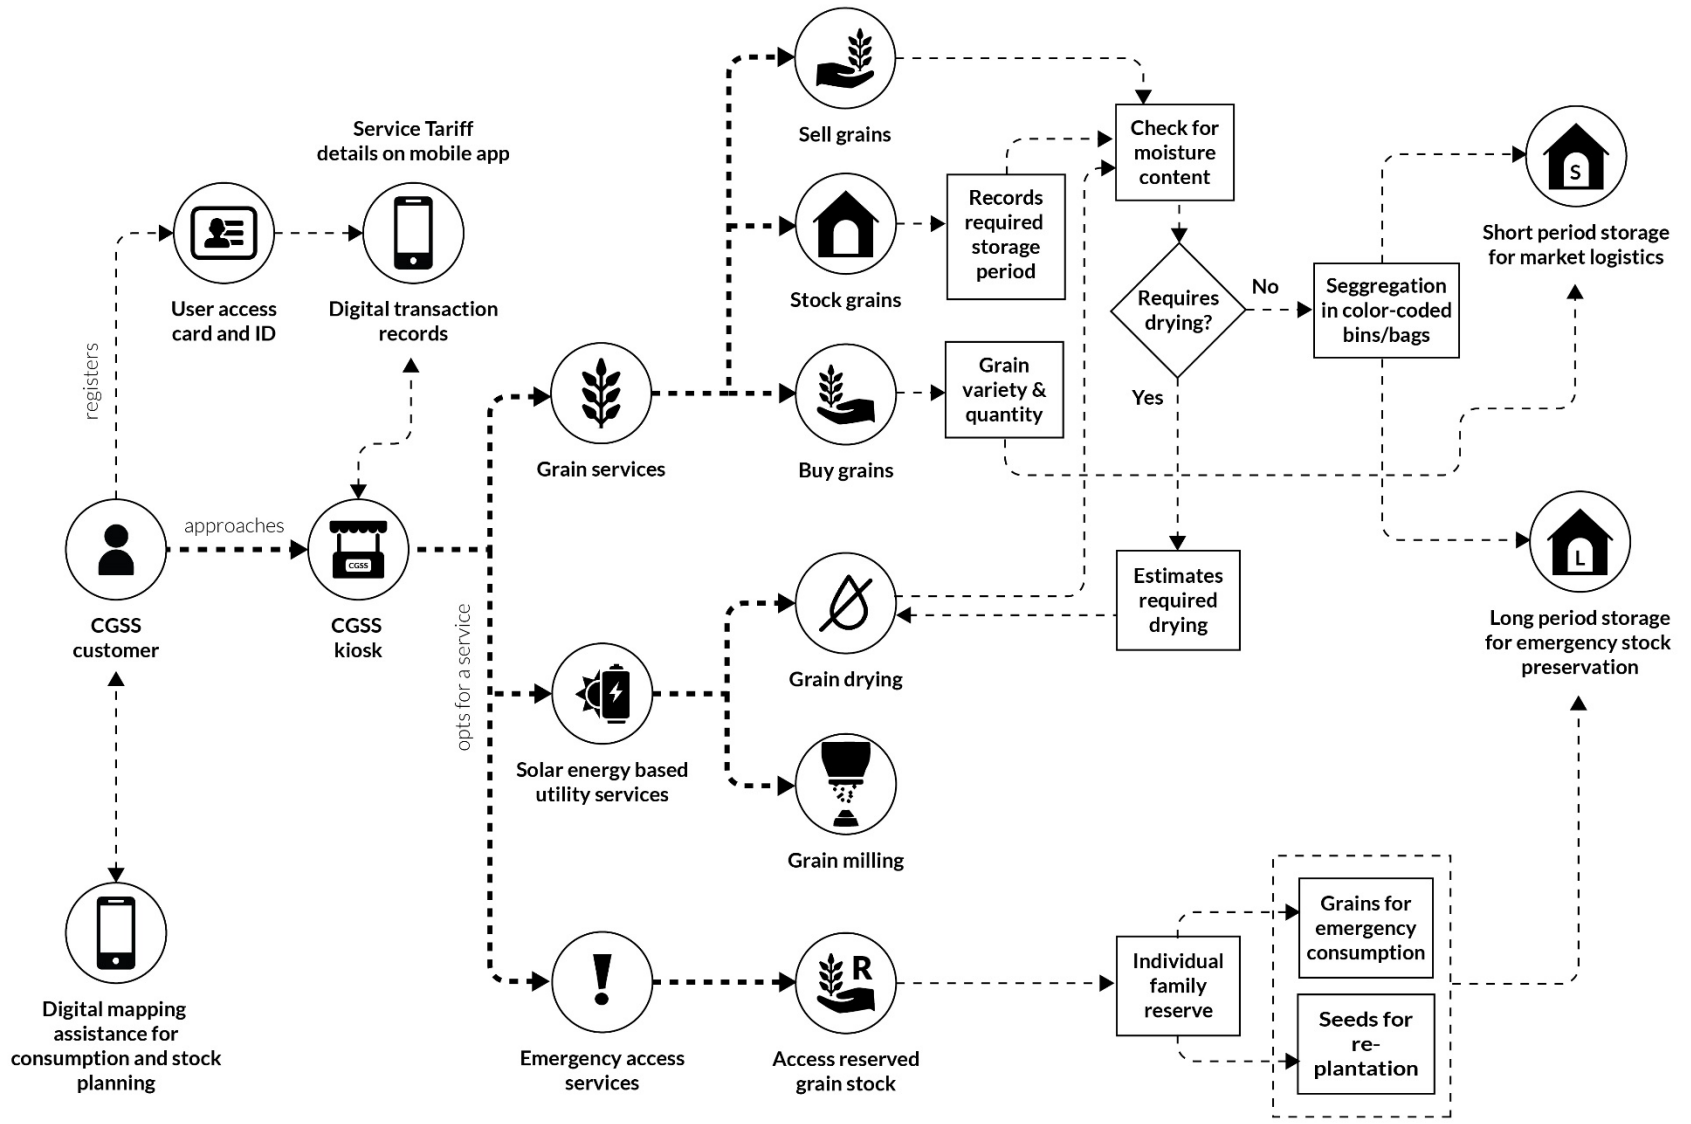 Service Tariff
details on mobile app
User access
card and ID
Digital transaction
records
registers
CGSS
customer
approaches
CGSS
CGSS
kiosk
Digital mapping
assistance for
consumption and stock
planning
opts for a service
Grain services
Solar energy based
utility services
Emergency access
services
Sell grains
Stock grains
Buy grains
Grain drying
Grain milling
R
Access reserved
grain stock
Records
required
storage
period
Grain
variety &
quantity
Check for
moisture
content
Requires
drying?
No
Yes
Estimates
required
drying
Seggregation
in color-coded
bins/bags
S
Short period storage
for market logistics
L
Long period storage
for emergency stock
preservation
Individual
family
reserve
Grains for
emergency
consumption
Seeds for
re-
plantation